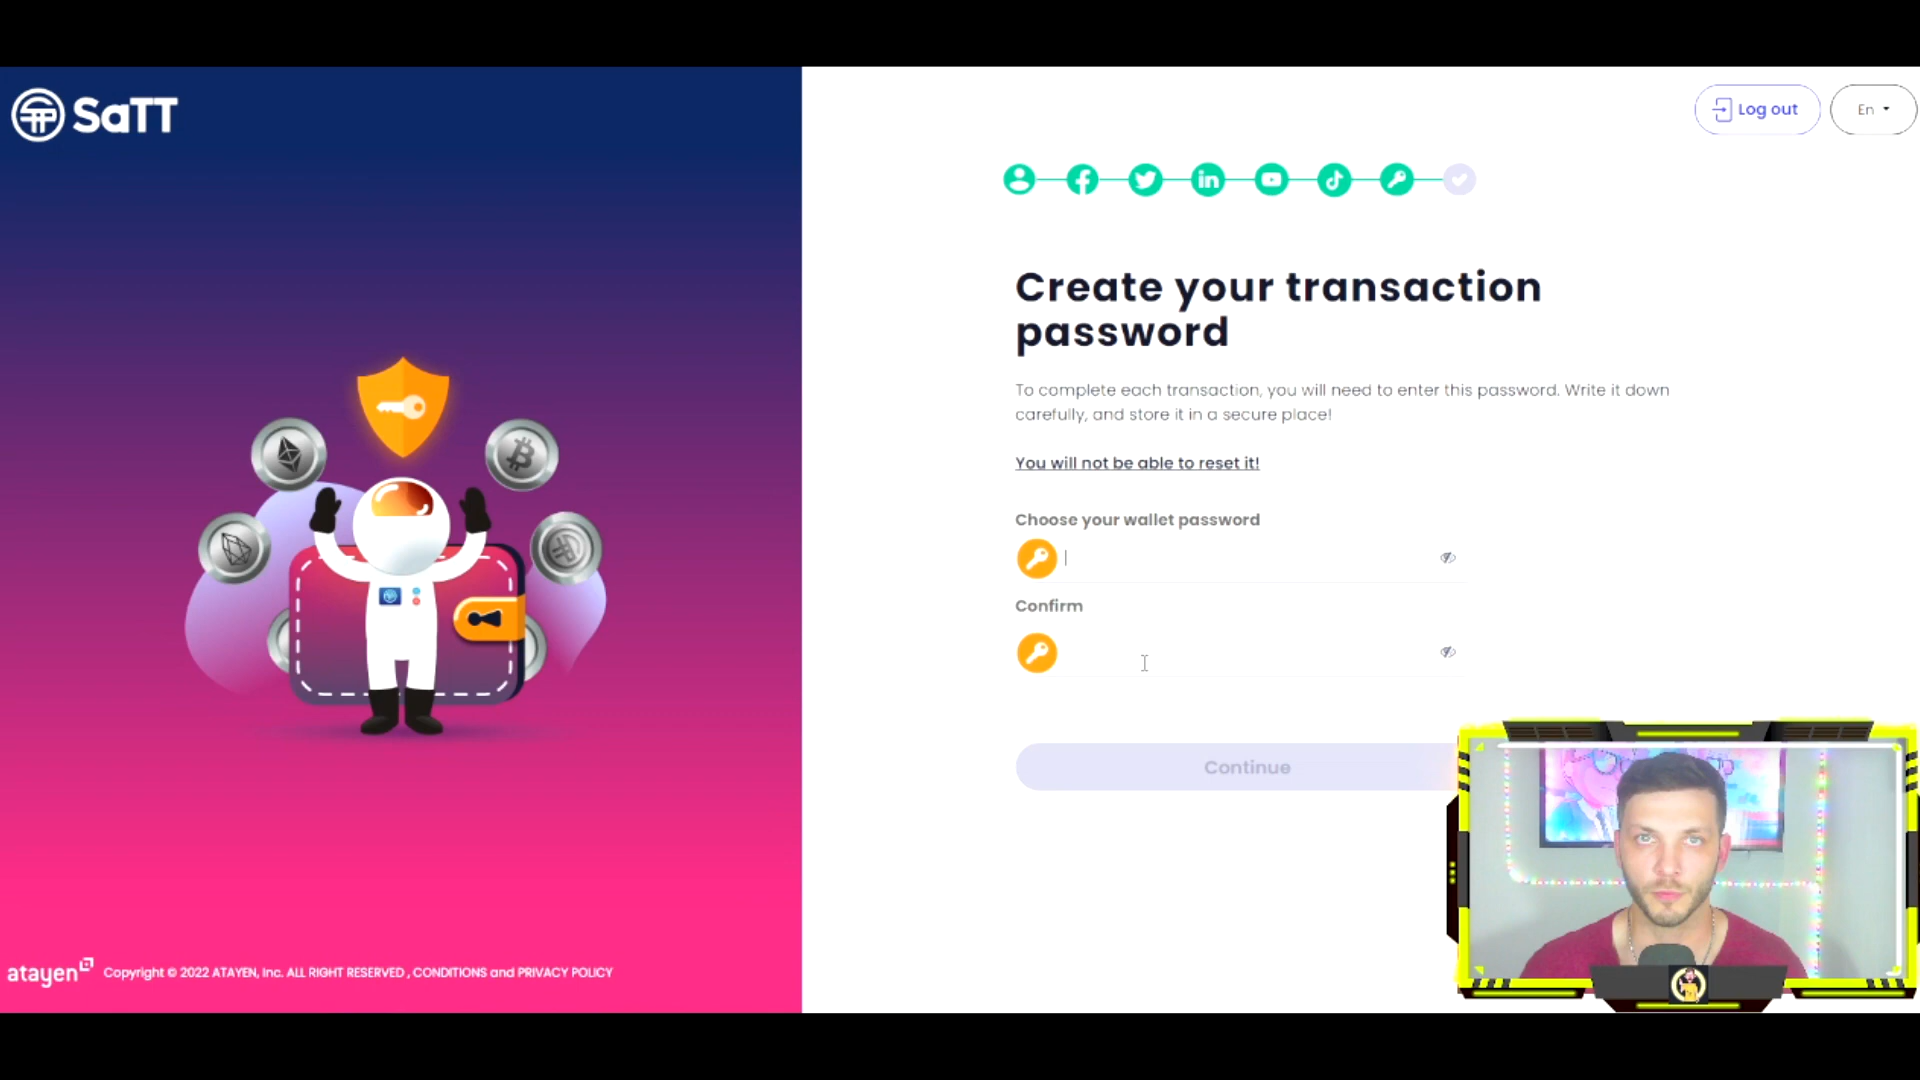 SaTT
Log out
En
Create your transaction
password
To complete each transaction, you will need to enter this password. Write it down
carefully, and store it in a secure place!
You will not be able to reset it!
Choose your wallet password
Confirm
Continue
atayen Copyright © 2022 ATAYEN, Inc. ALL RIGHT RESERVED , CONDITIONS and PRIVACY POLICY